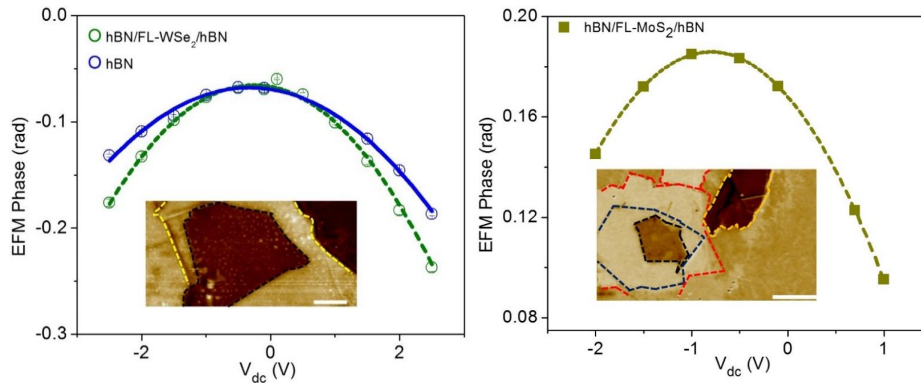 hBN/FL-WSe₂/hBN
hBN
EFM Phase (rad)
0.0
-0.1
-0.2
-0.3
-2
0
2
V_dc (V)
hBN/FL-MoS₂/hBN
EFM Phase (rad)
0.20
0.16
0.12
0.08
-2
-1
0
1
V_dc (V)